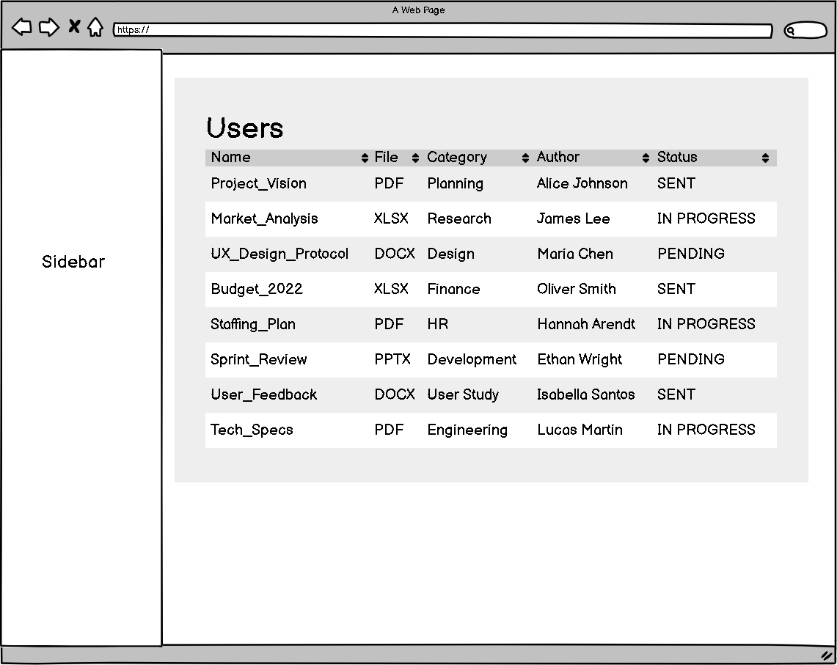 A Web Page
https://
Sidebar
Users
Name File Category Author Status
Project_Vision PDF Planning Alice Johnson SENT
Market_Analysis XLSX Research James Lee IN PROGRESS
UX_Design_Protocol DOCX Design Maria Chen PENDING
Budget_2022 XLSX Finance Oliver Smith SENT
Staffing_Plan PDF HR Hannah Arendt IN PROGRESS
Sprint_Review PPTX Development Ethan Wright PENDING
User_Feedback DOCX User Study Isabella Santos SENT
Tech_Specs PDF Engineering Lucas Martin IN PROGRESS